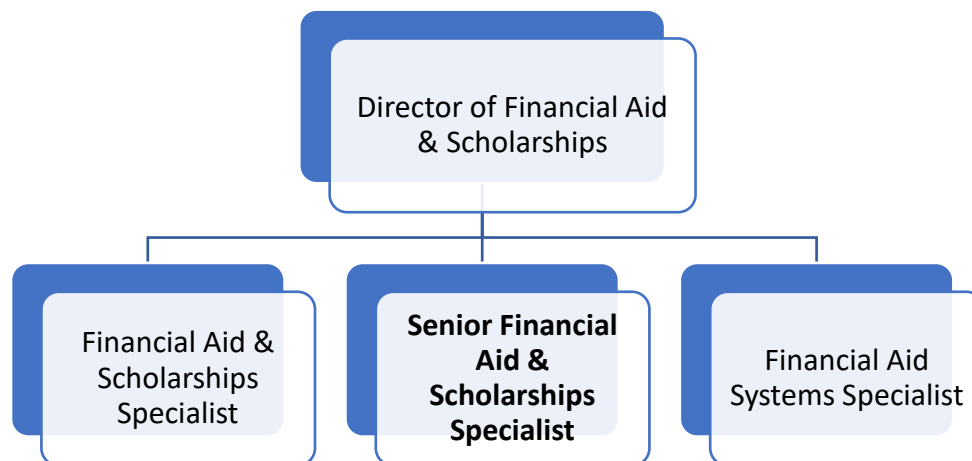 Director of Financial Aid
& Scholarships
Financial Aid &
Scholarships
Specialist
Senior Financial
Aid &
Scholarships
Specialist
Financial Aid
Systems Specialist